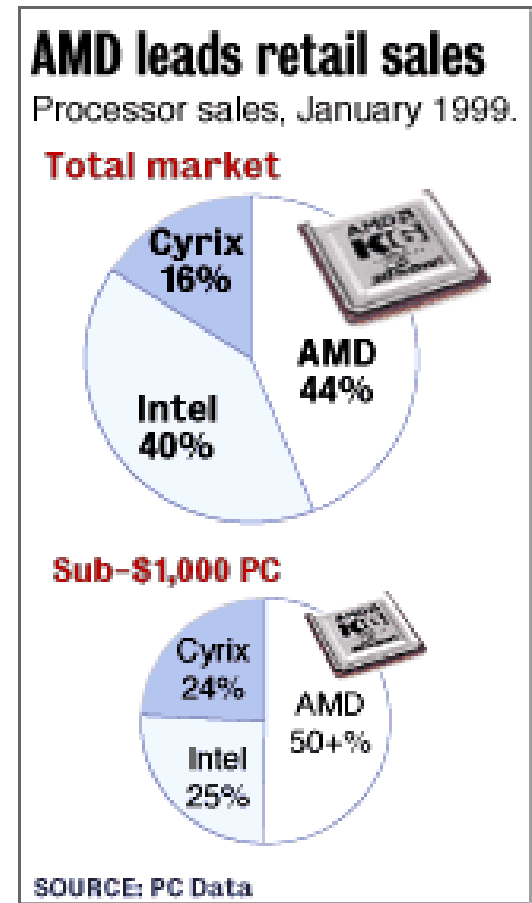 AMD leads retail sales
Processor sales, January 1999.
Total market
Cyrix
16%
AMD
44%
Intel
40%
Sub-$1,000 PC
Cyrix
24%
AMD
50+%
Intel
25%
SOURCE: PC Data